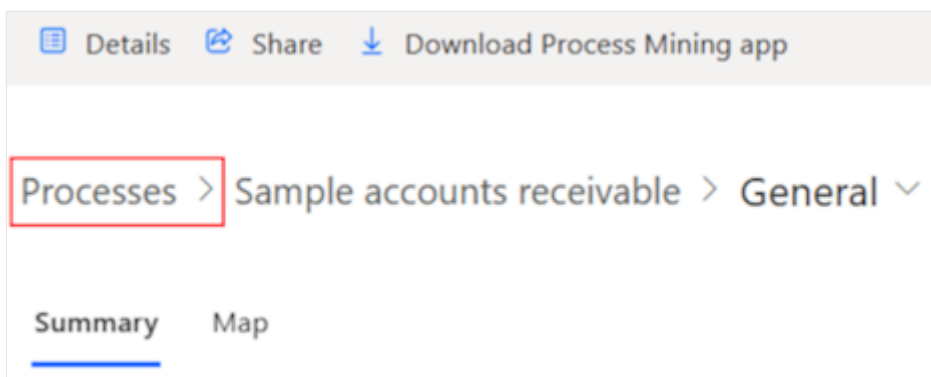 Details Share Download Process Mining app
Processes > Sample accounts receivable > General
Summary Map